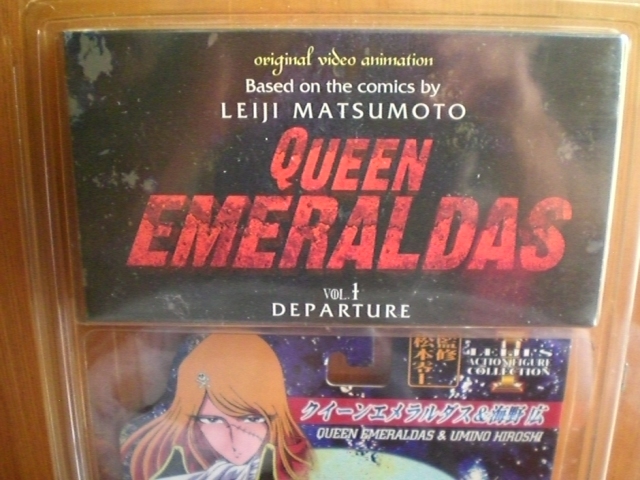 original video animation
Based on the comics by
LEIJI MATSUMOTO
QUEEN
EMERALDAS
VOL.1
DEPARTURE
監修
松本零士
LEIJI'S
ACTION FIGURE
COLLECTION
クイーンエメラルダス&海野 広
QUEEN EMERALDAS & UMINO HIROSHI